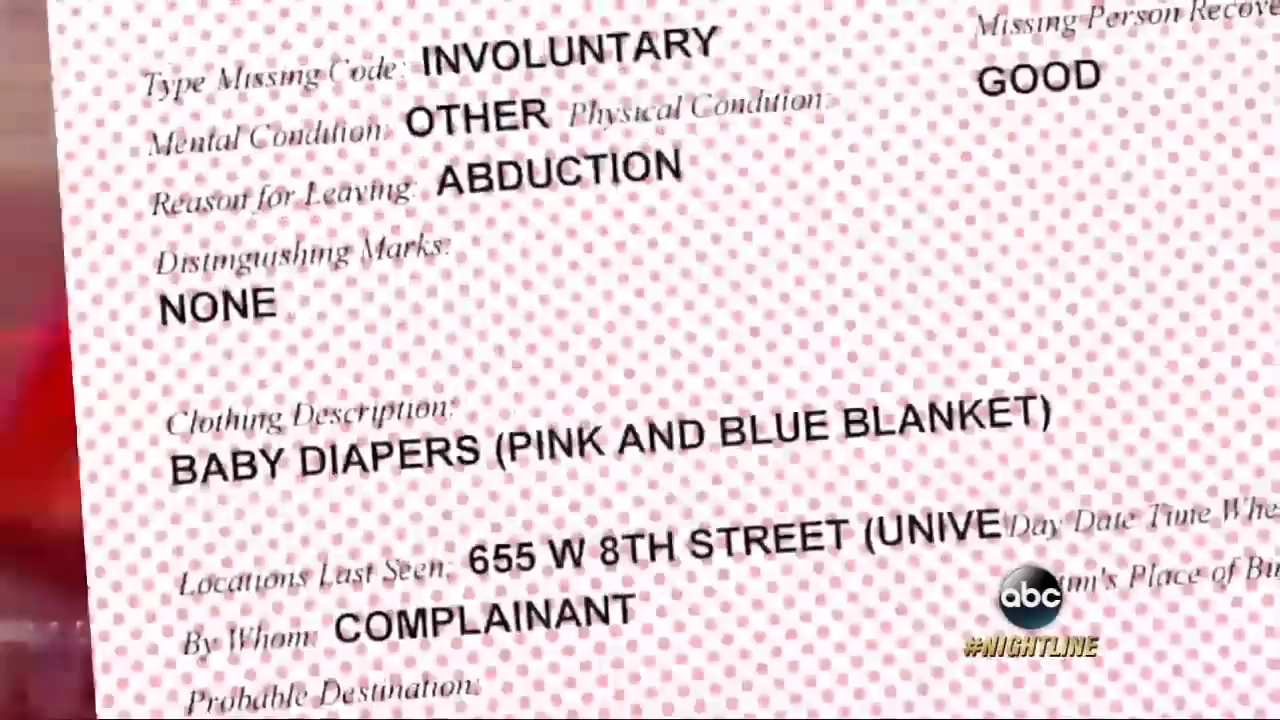 Missing Person Recove
Type Missing Code: INVOLUNTARY
GOOD
Mental Condition: OTHER Physical Condition:
Reason for Leaving: ABDUCTION
Distinguishing Marks:
NONE
Clothing Description:
BABY DIAPERS (PINK AND BLUE BLANKET)
Locations Last Seen: 655 W 8TH STREET (UNIVE Day Date Time Whe
By Whom: COMPLAINANT
's Place of
abc
#NIGHTLINE
Probable Destination: